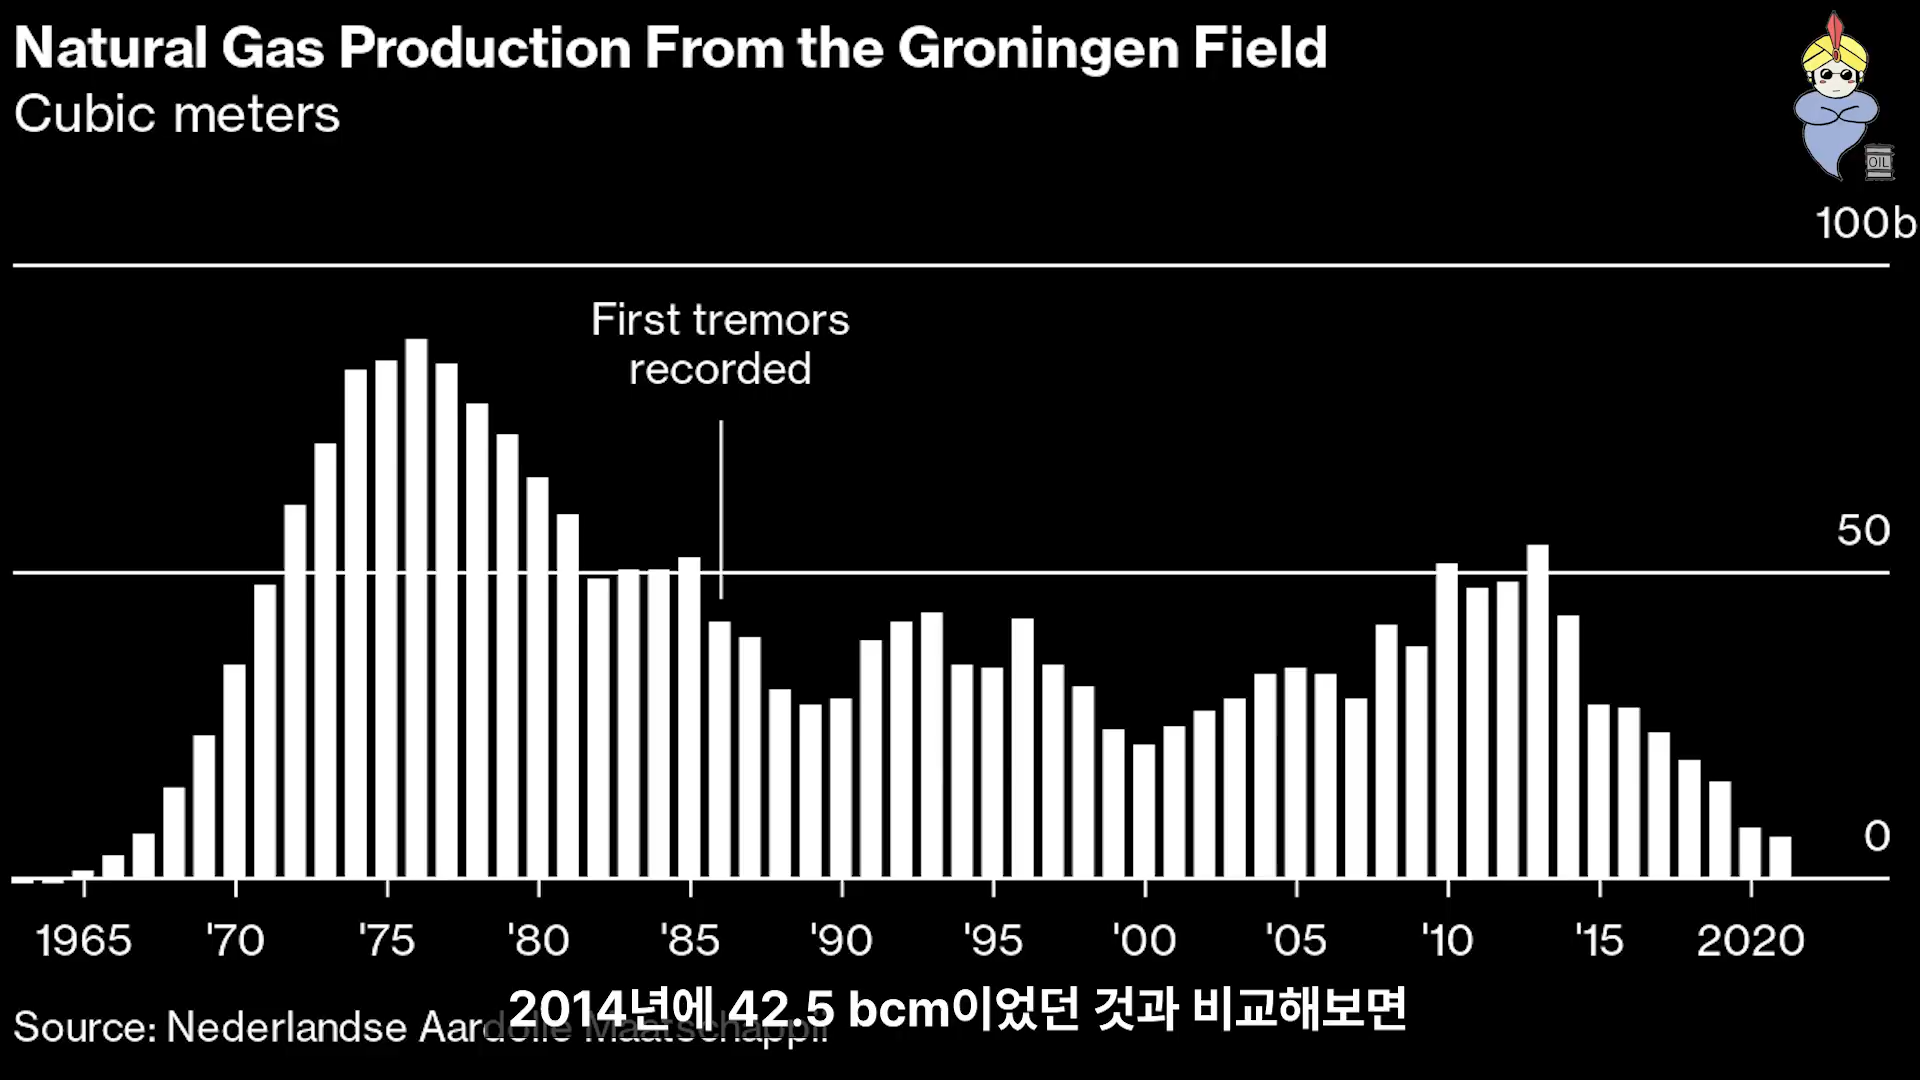 Natural Gas Production From the Groningen Field
Cubic meters
OIL
100b
First tremors
recorded
50
0
1965 '70 '75 '80 '85 '90 '95 '00 '05 '10 '15 2020
2014년에 42.5 bcm이었던 것과 비교해보면
Source: Nederlandse Aardolie Maatschappij